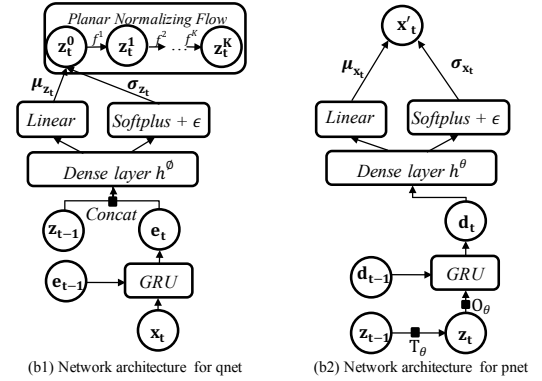 Planar Normalizing Flow
z_t^0 f^1 z_t^1 f^2 ... f^K z_t^K
μ_{z_t} σ_{z_t}
Linear Softplus + ϵ
Dense layer h^∅
Concat
z_{t-1} e_t
e_{t-1} GRU
x_t
(b1) Network architecture for qnet
x'_t
μ_{x_t} σ_{x_t}
Linear Softplus + ϵ
Dense layer h^θ
d_t
d_{t-1} GRU
O_θ
z_{t-1} T_θ z_t
(b2) Network architecture for pnet